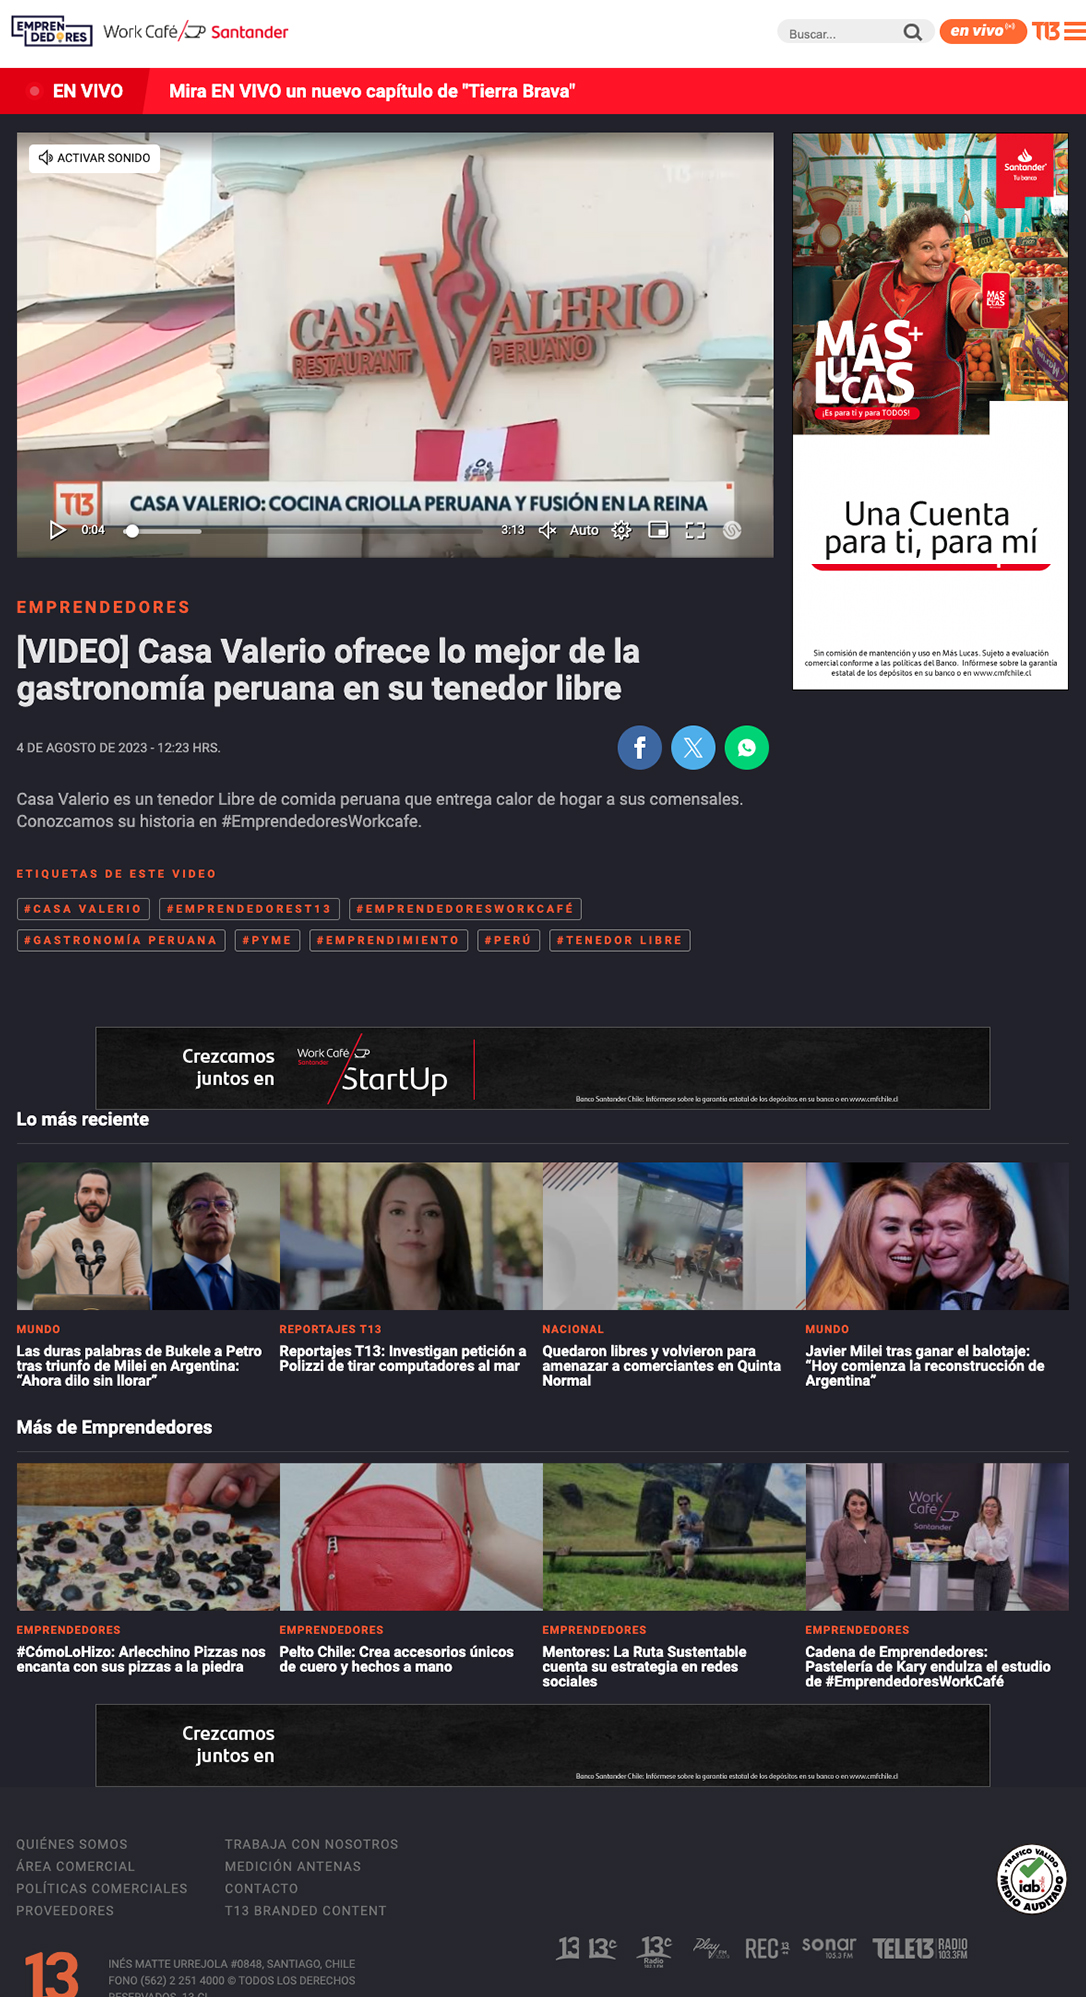 EMPREN
DEDORES
Work Café Santander
Buscar...
en vivo
T13
EN VIVO
Mira EN VIVO un nuevo capítulo de "Tierra Brava"
ACTIVAR SONIDO
T13
CASA VALERIO
RESTAURANT PERUANO
T13
CASA VALERIO: COCINA CRIOLLA PERUANA Y FUSIÓN EN LA REINA
0:04
3:13
Auto
Santander
Tu banco
MÁS LUCAS
MÁS+
LUCAS
¡Es para ti y para TODOS!
Una Cuenta
para ti, para mí
Sin comisión de mantención y uso en Más Lucas. Sujeto a evaluación
comercial conforme a las políticas del Banco. Infórmese sobre la garantía
estatal de los depósitos en su banco o en www.cmfchile.cl
EMPRENDEDORES
[VIDEO] Casa Valerio ofrece lo mejor de la
gastronomía peruana en su tenedor libre
4 DE AGOSTO DE 2023 - 12:23 HRS.
Casa Valerio es un tenedor Libre de comida peruana que entrega calor de hogar a sus comensales.
Conozcamos su historia en #EmprendedoresWorkcafe.
ETIQUETAS DE ESTE VIDEO
#CASA VALERIO #EMPRENDEDOREST13 #EMPRENDEDORESWORKCAFÉ
#GASTRONOMÍA PERUANA #PYME #EMPRENDIMIENTO #PERÚ #TENEDOR LIBRE
Crezcamos
juntos en
Work Café
Santander
StartUp
Banco Santander Chile: Infórmese sobre la garantía estatal de los depósitos en su banco o en www.cmfchile.cl
Lo más reciente
MUNDO
Las duras palabras de Bukele a Petro
tras triunfo de Milei en Argentina:
“Ahora dilo sin llorar”
REPORTAJES T13
Reportajes T13: Investigan petición a
Polizzi de tirar computadores al mar
NACIONAL
Quedaron libres y volvieron para
amenazar a comerciantes en Quinta
Normal
MUNDO
Javier Milei tras ganar el balotaje:
“Hoy comienza la reconstrucción de
Argentina”
Más de Emprendedores
Work
Café
Santander
EMPRENDEDORES
#CómoLoHizo: Arlecchino Pizzas nos
encanta con sus pizzas a la piedra
EMPRENDEDORES
Pelto Chile: Crea accesorios únicos
de cuero y hechos a mano
EMPRENDEDORES
Mentores: La Ruta Sustentable
cuenta su estrategia en redes
sociales
EMPRENDEDORES
Cadena de Emprendedores:
Pastelería de Kary endulza el estudio
de #EmprendedoresWorkCafé
Crezcamos
juntos en
Banco Santander Chile: Infórmese sobre la garantía estatal de los depósitos en su banco o en www.cmfchile.cl
QUIÉNES SOMOS
ÁREA COMERCIAL
POLÍTICAS COMERCIALES
PROVEEDORES
TRABAJA CON NOSOTROS
MEDICIÓN ANTENAS
CONTACTO
T13 BRANDED CONTENT
TRAFICO VALIDO
iab.chile
MEDIO AUDITADO
13 13c 13c Radio 102.5FM Play FM REC 13 sonar 105.3 FM TELE13 RADIO 103.3FM
13
INÉS MATTE URREJOLA #0848, SANTIAGO, CHILE
FONO (562) 2 251 4000 © TODOS LOS DERECHOS
RESERVADOS. 13.CL